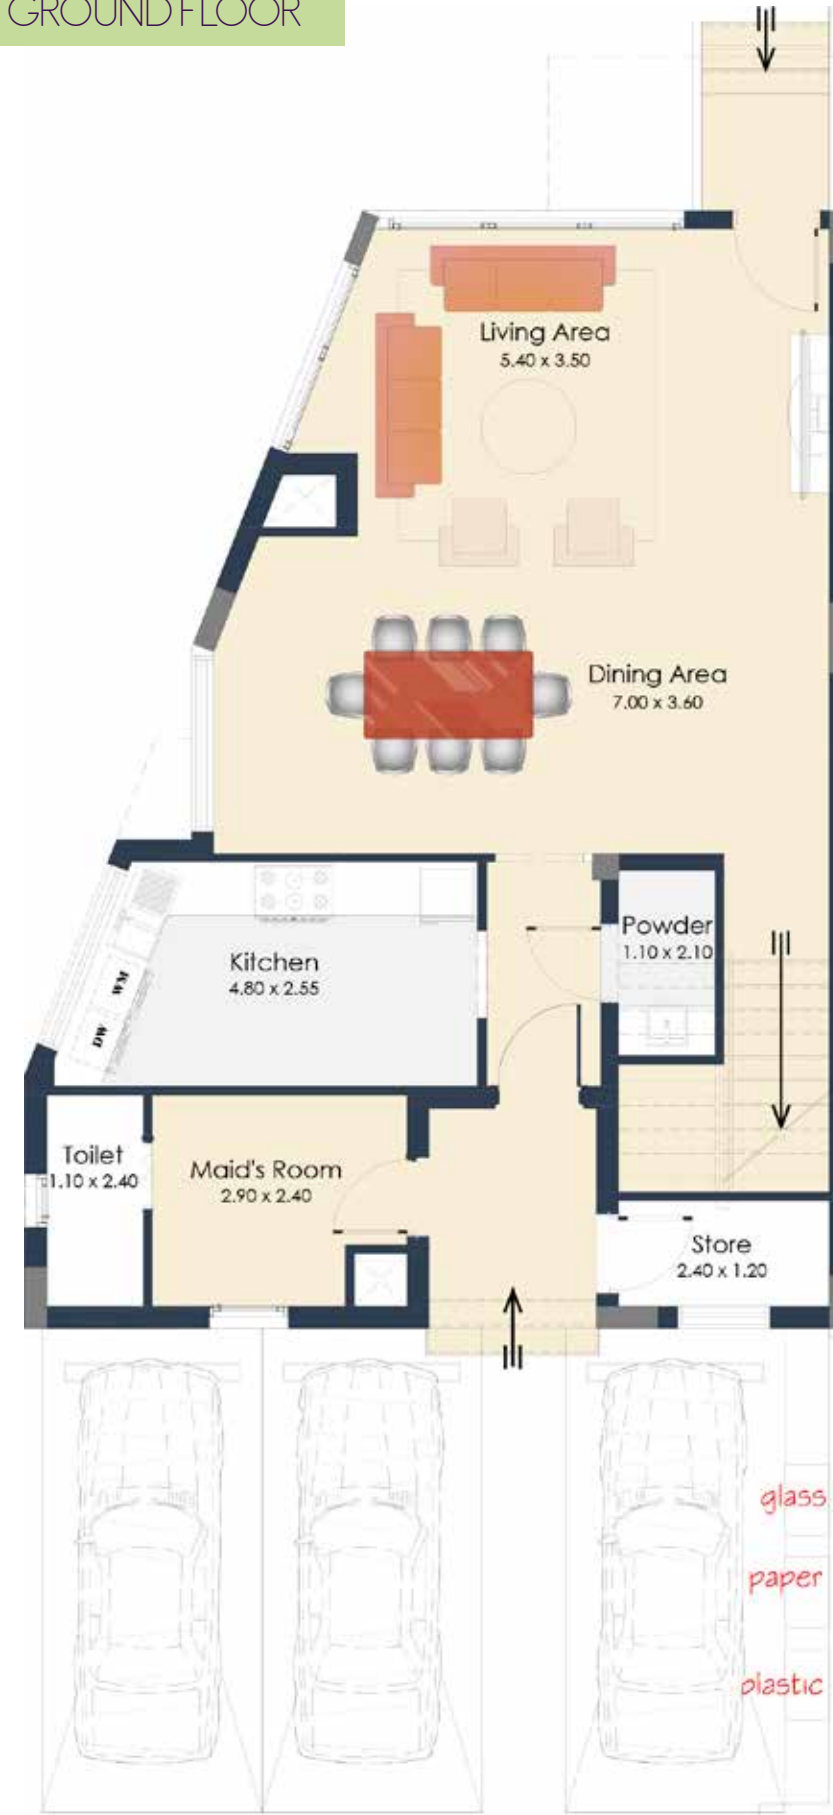 GROUND FLOOR
Living Area
5.40 x 3.50
Dining Area
7.00 x 3.60
Kitchen
4.80 x 2.55
WM
DW
Powder
1.10 x 2.10
Toilet
1.10 x 2.40
Maid's Room
2.90 x 2.40
Store
2.40 x 1.20
glass
paper
plastic